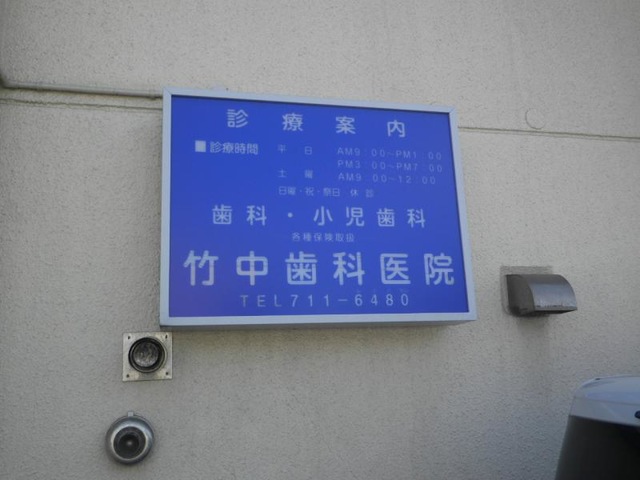 診療案内
■診療時間 平日 AM9:00~PM1:00
PM3:00~PM7:00
土曜 AM9:00~12:00
日曜・祝・祭日 休診
歯科・小児歯科
各種保険取扱
竹中歯科医院
TEL711-6480